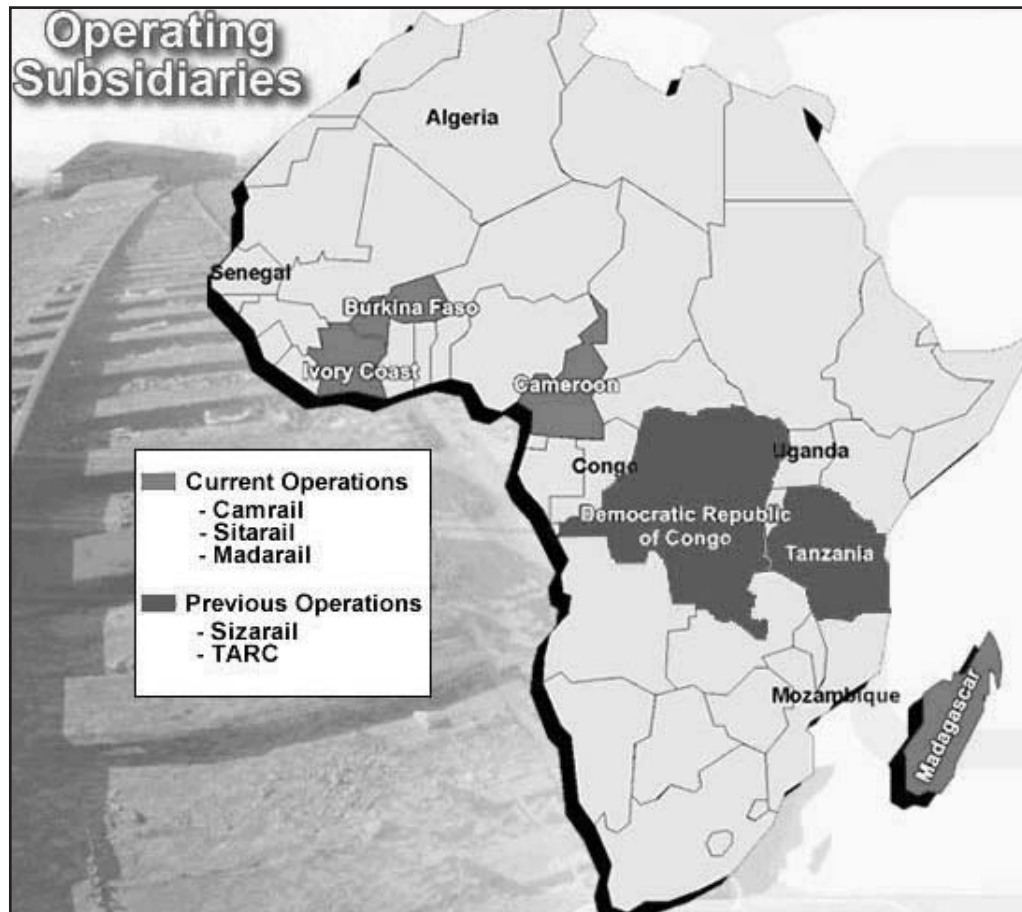 Operating
Subsidiaries
Algeria
Senegal
Burkina Faso
Ivory Coast
Cameroon
Congo
Uganda
Democratic Republic
of Congo
Tanzania
Mozambique
Madagascar
Current Operations
- Camrail
- Sitarail
- Madarail
Previous Operations
- Sizarail
- TARC